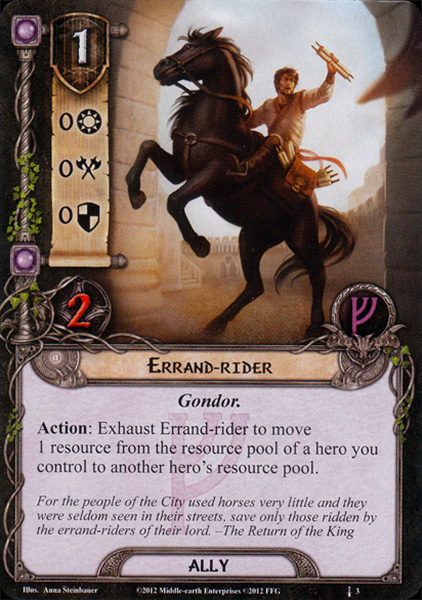 1
0
0
0
2
Errand-rider
Gondor.
Action: Exhaust Errand-rider to move
1 resource from the resource pool of a hero you
control to another hero's resource pool.
For the people of the City used horses very little and they
were seldom seen in their streets, save only those ridden by
the errand-riders of their lord. –The Return of the King
Ally
Illus. Anna Steinbauer ©2012 Middle-earth Enterprises ©2012 FFG 3